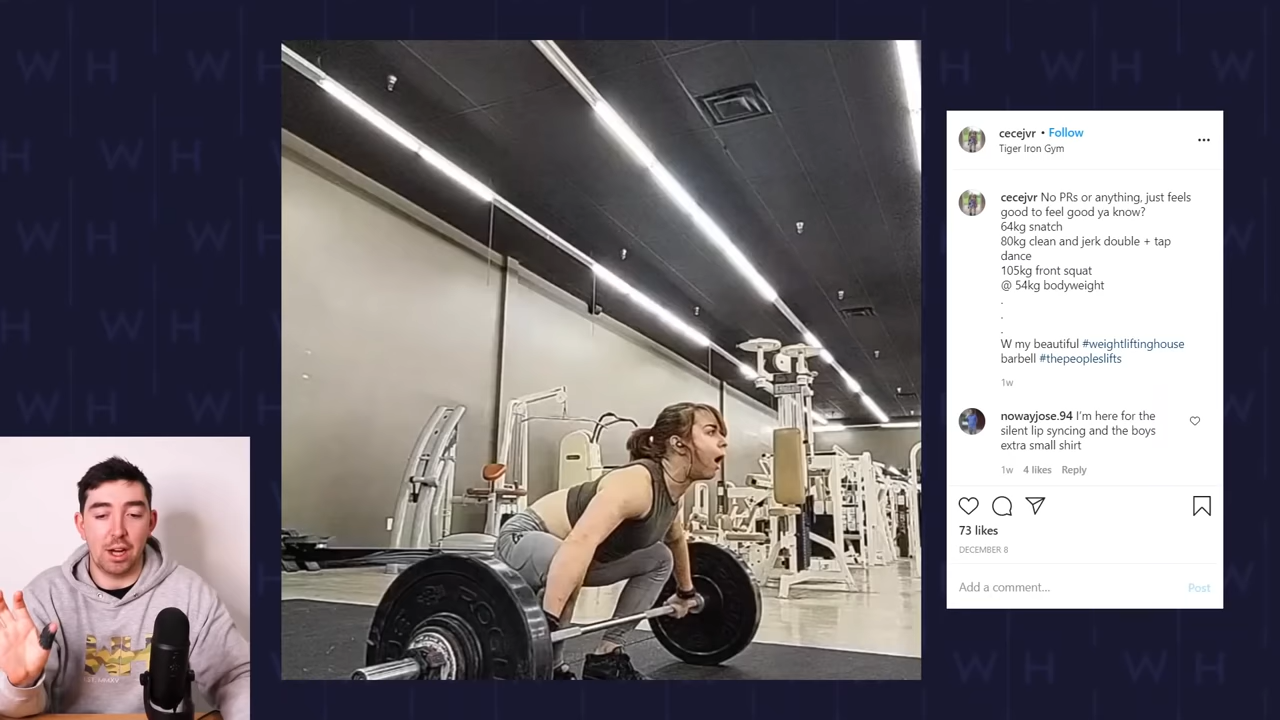 cecejvr • Follow
Tiger Iron Gym
cecejvr No PRs or anything, just feels
good to feel good ya know?
64kg snatch
80kg clean and jerk double + tap
dance
105kg front squat
@ 54kg bodyweight
.
.
.
W my beautiful #weightliftinghouse
barbell #thepeopleslifts
1w
nowayjose.94 I'm here for the
silent lip syncing and the boys
extra small shirt
1w 4 likes Reply
73 likes
DECEMBER 8
Add a comment... Post
WH